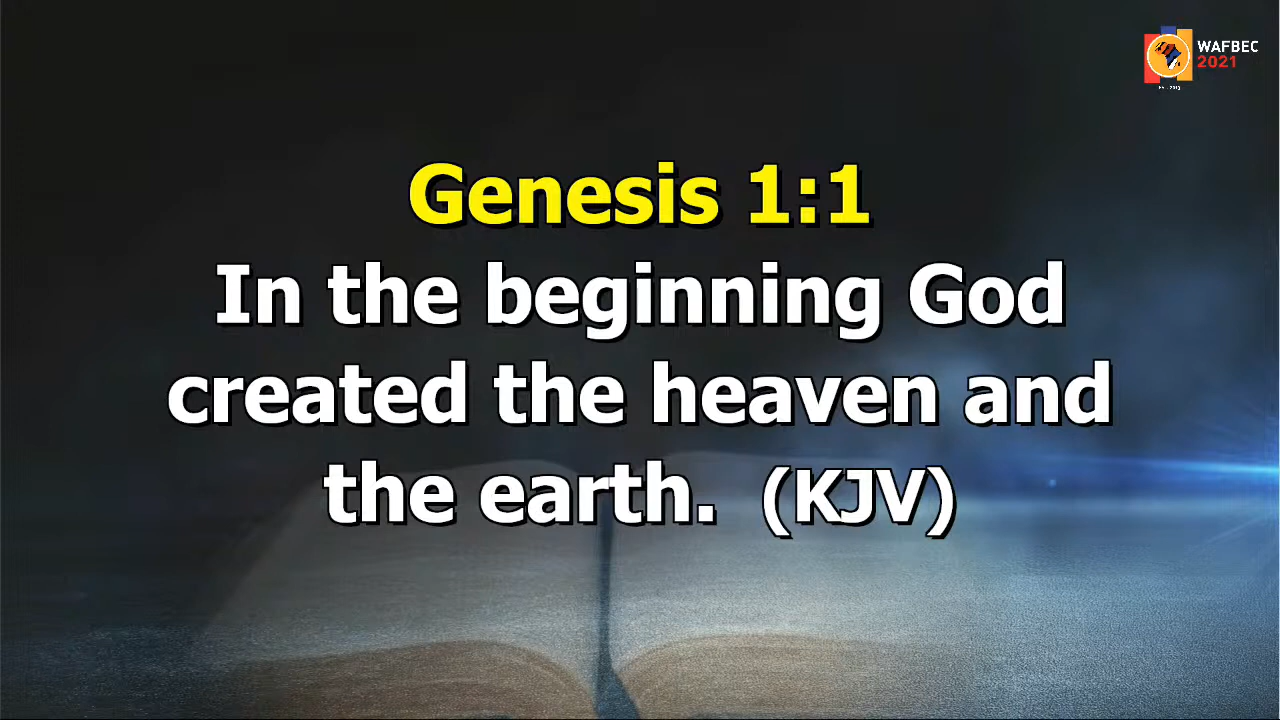 WAFBEC
2021
Genesis 1:1
In the beginning God
created the heaven and
the earth. (KJV)